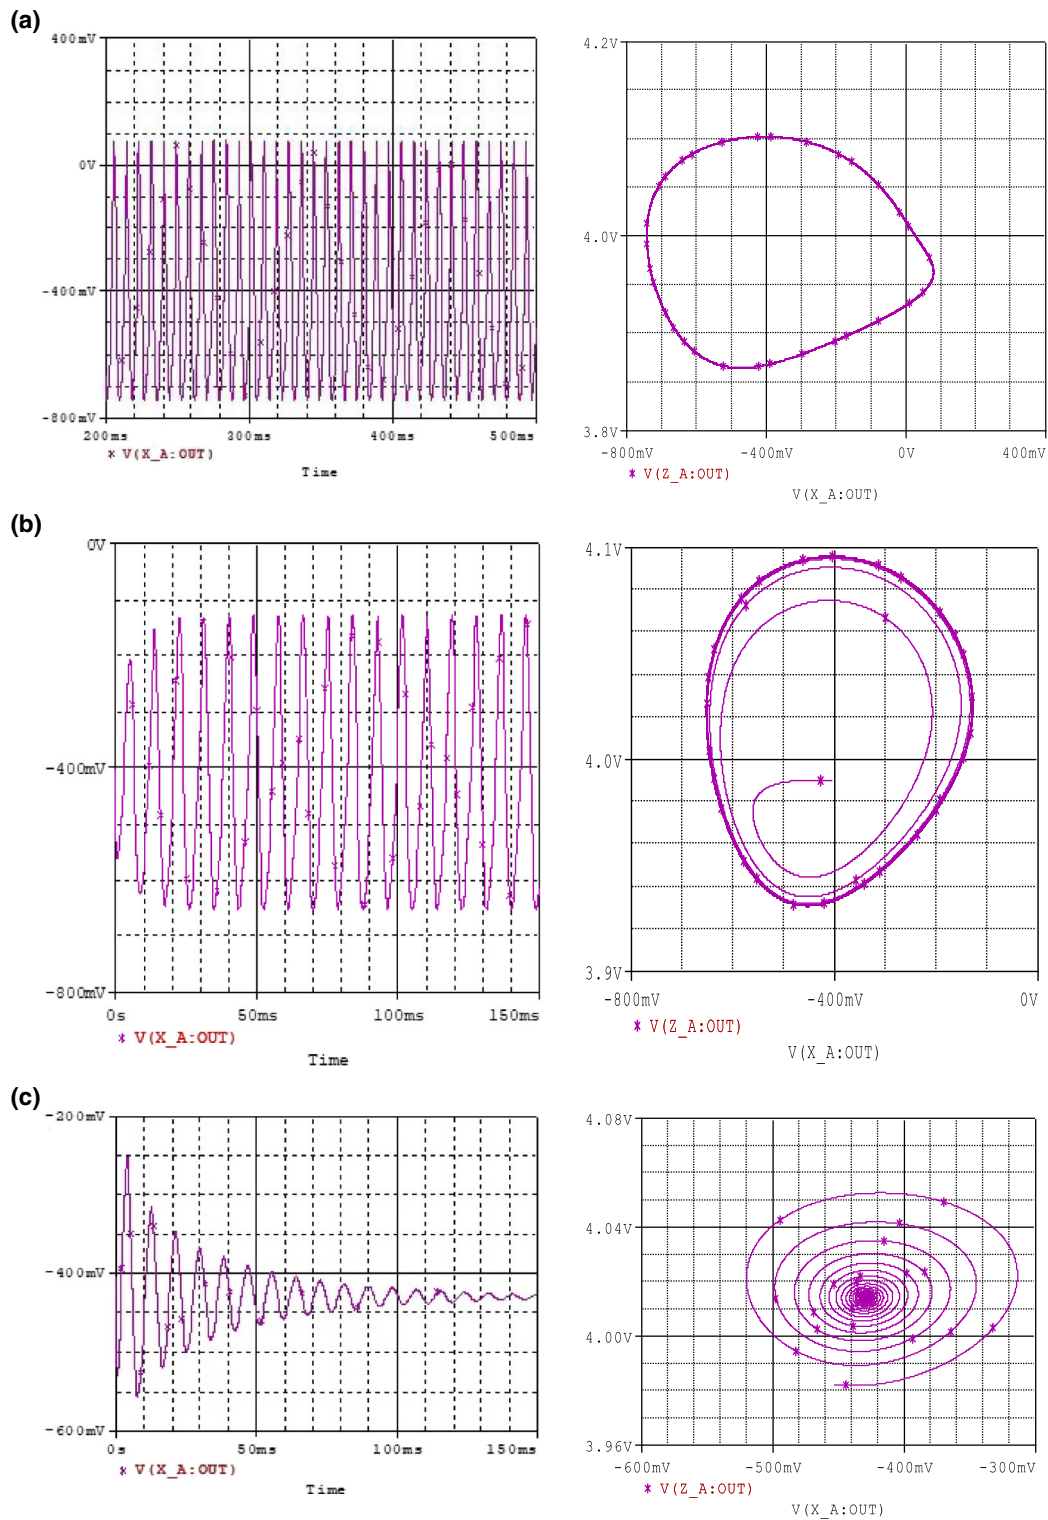 (a)
400mV
0V
-400mV
-800mV
200ms 300ms 400ms 500ms
V(X_A:OUT)
Time
4.2V
4.0V
3.8V
-800mV -400mV 0V 400mV
V(Z_A:OUT)
V(X_A:OUT)
(b)
0V
-400mV
-800mV
0s 50ms 100ms 150ms
V(X_A:OUT)
Time
4.1V
4.0V
3.9V
-800mV -400mV 0V
V(Z_A:OUT)
V(X_A:OUT)
(c)
-200mV
-400mV
-600mV
0s 50ms 100ms 150ms
V(X_A:OUT)
Time
4.08V
4.04V
4.00V
3.96V
-600mV -500mV -400mV -300mV
V(Z_A:OUT)
V(X_A:OUT)